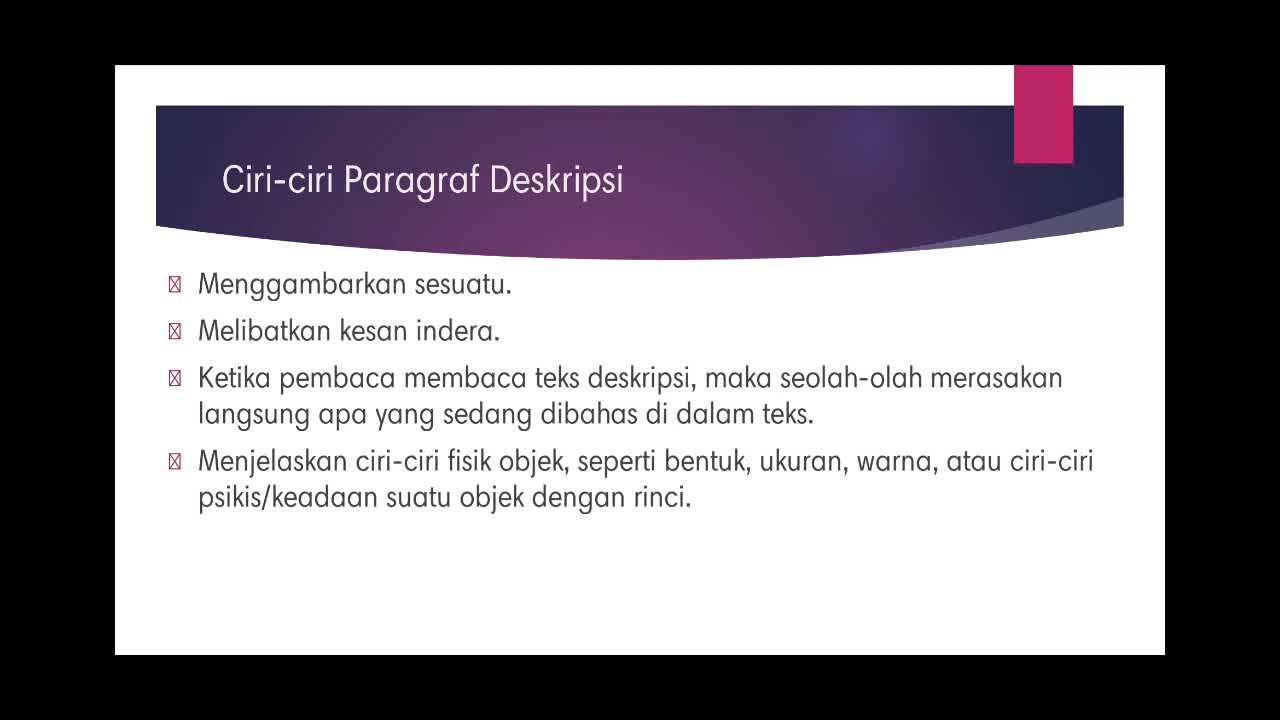 Ciri-ciri Paragraf Deskripsi
Menggambarkan sesuatu.
Melibatkan kesan indera.
Ketika pembaca membaca teks deskripsi, maka seolah-olah merasakan
langsung apa yang sedang dibahas di dalam teks.
Menjelaskan ciri-ciri fisik objek, seperti bentuk, ukuran, warna, atau ciri-ciri
psikis/keadaan suatu objek dengan rinci.